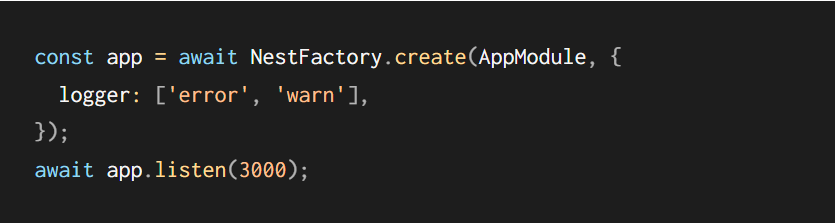 const app = await NestFactory.create(AppModule, {
  logger: ['error', 'warn'],
});
await app.listen(3000);